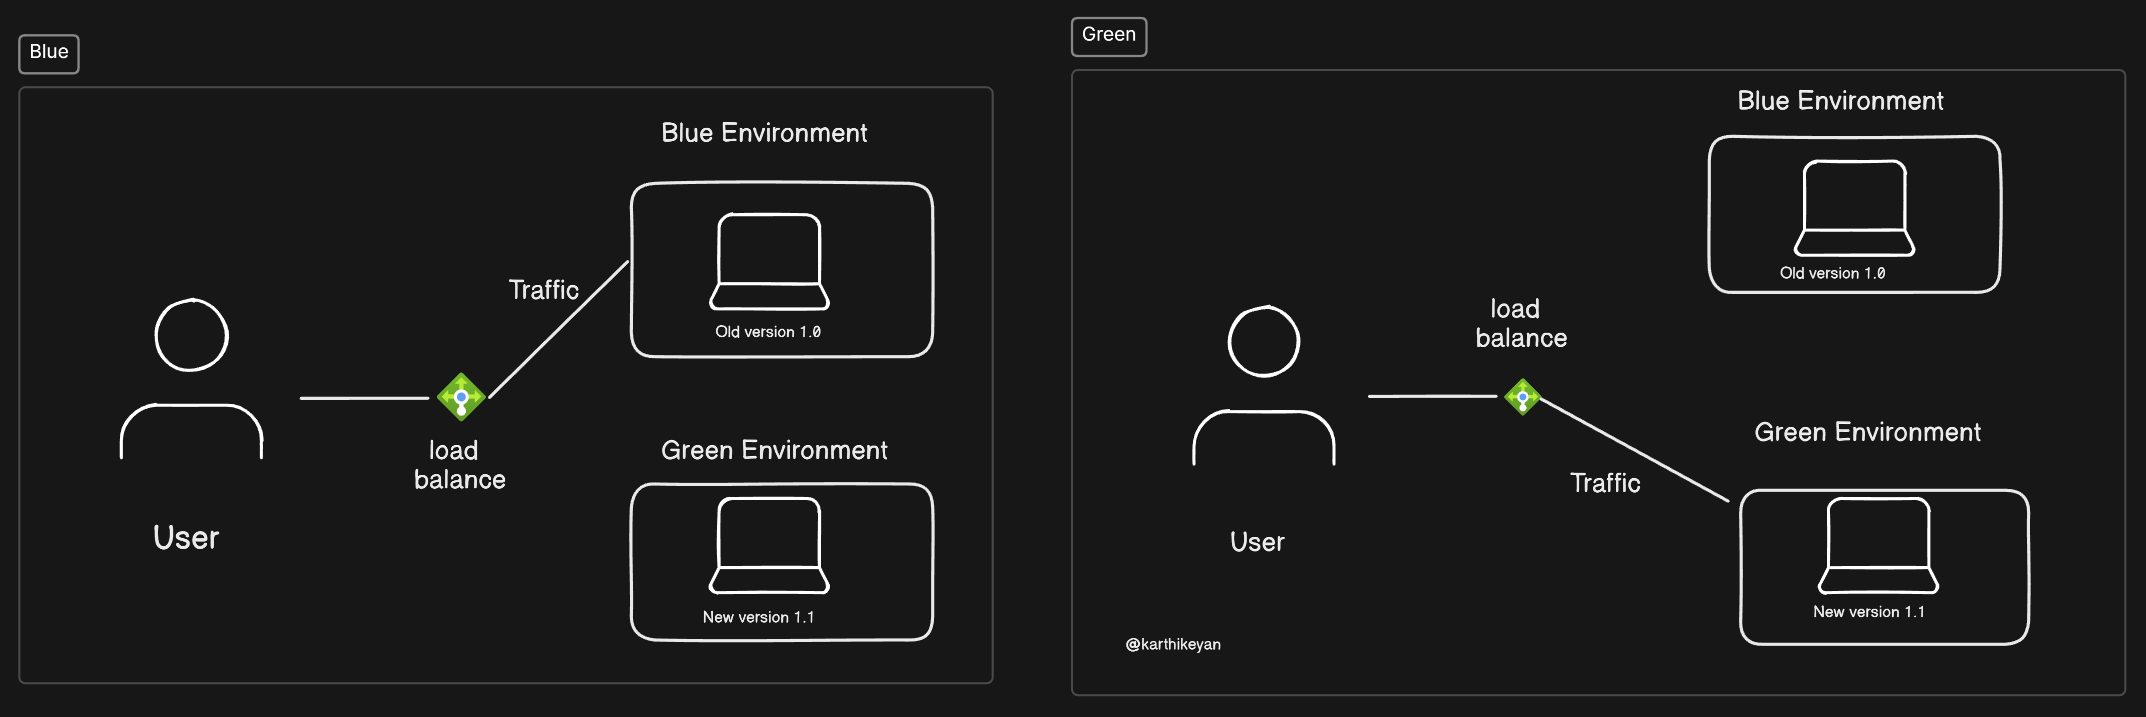 Blue
Blue Environment
Traffic
Old version 1.0
load
balance
Green Environment
User
New version 1.1
Green
Blue Environment
Old version 1.0
load
balance
Green Environment
Traffic
User
New version 1.1
@karthikeyan